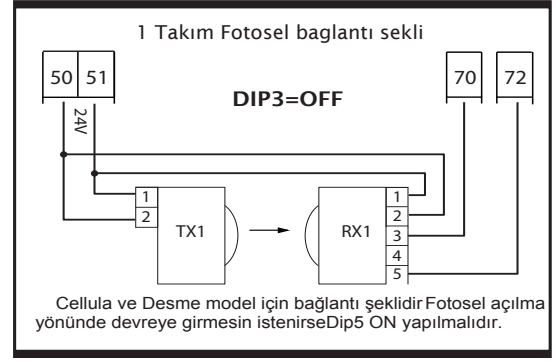 1 Takım Fotosel baglantı sekli
50 51
70 72
24V
DIP3=OFF
1
2
TX1
RX1
1
2
3
4
5
Cellula ve Desme model için bağlantı şeklidir Fotosel açılma
yönünde devreye girmesin istenirseDip5 ON yapılmalıdır.